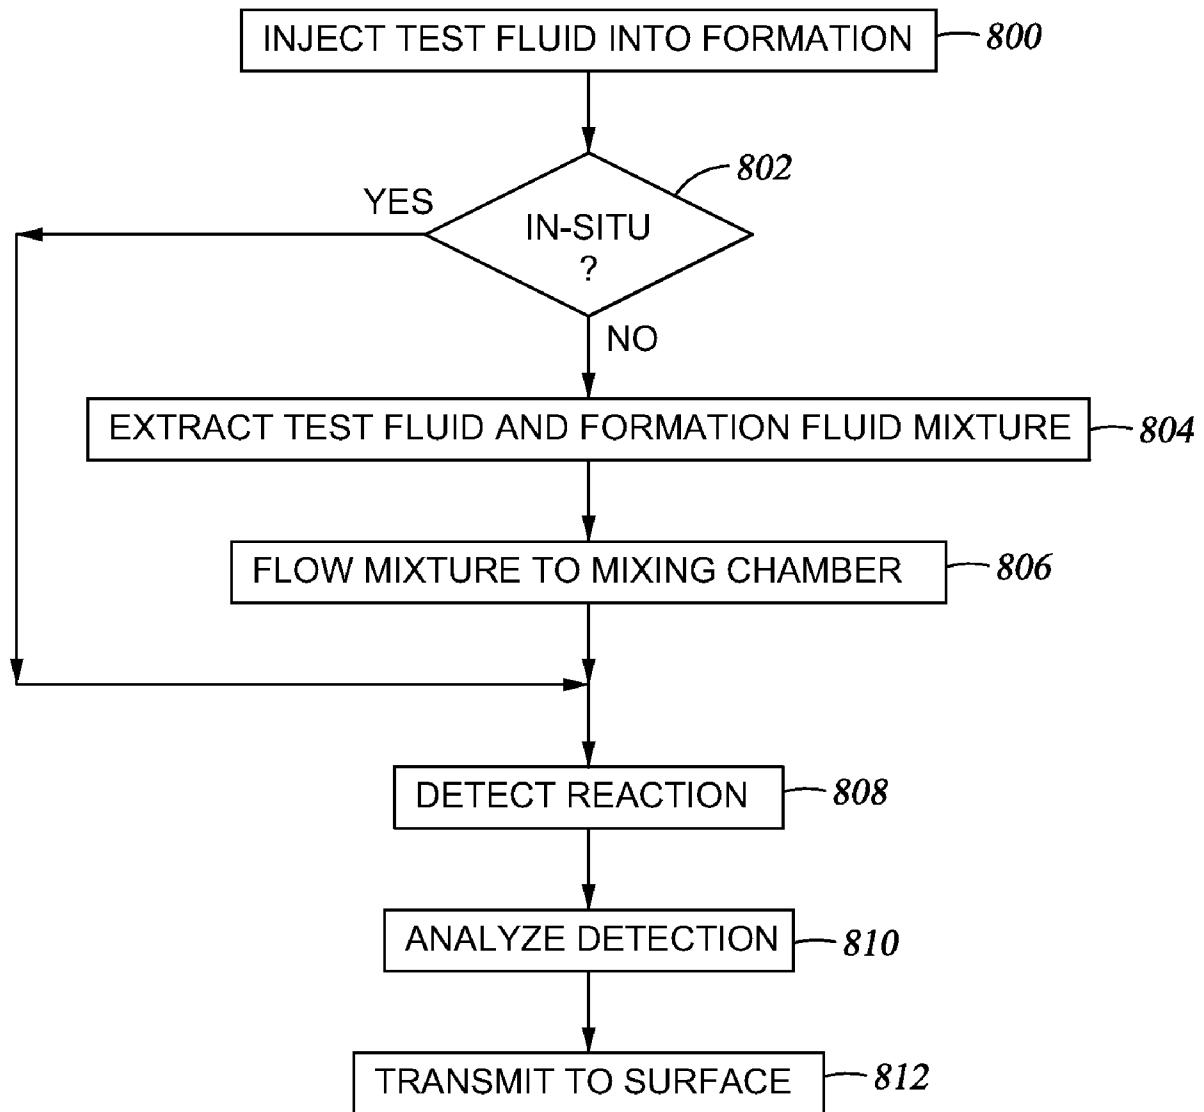 INJECT TEST FLUID INTO FORMATION 800
802
YES
IN-SITU
?
NO
EXTRACT TEST FLUID AND FORMATION FLUID MIXTURE 804
FLOW MIXTURE TO MIXING CHAMBER 806
DETECT REACTION 808
ANALYZE DETECTION 810
TRANSMIT TO SURFACE 812